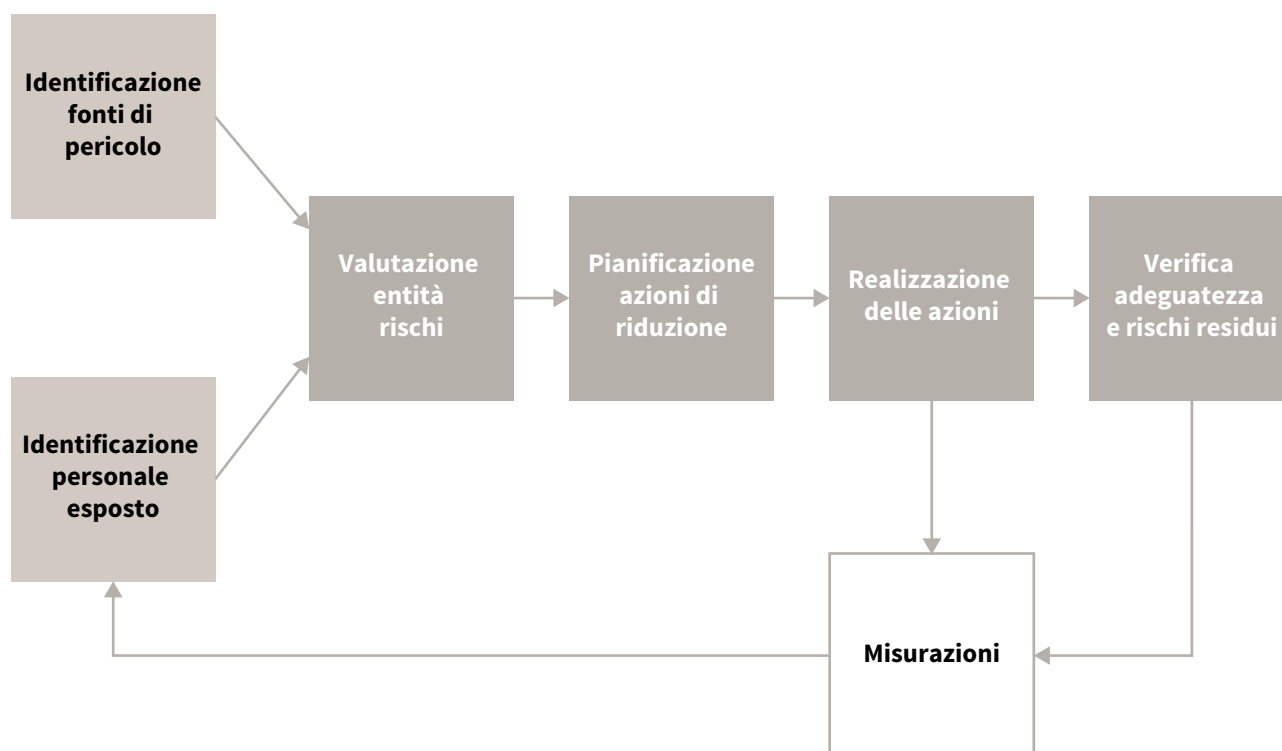 Identificazione
fonti di
pericolo
Identificazione
personale
esposto
Valutazione
entità
rischi
Pianificazione
azioni di
riduzione
Realizzazione
delle azioni
Verifica
adeguatezza
e rischi residui
Misurazioni